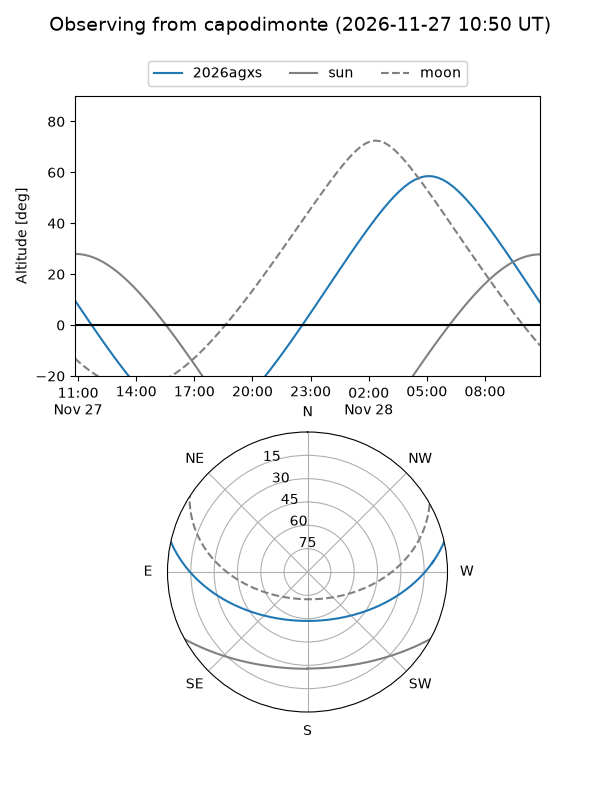 Observing from capodimonte (2026-11-27 10:50 UT)
2026agxs sun moon
Altitude [deg]
80
60
40
20
0
−20
11:00 14:00 17:00 20:00 23:00 02:00 05:00 08:00
Nov 27 Nov 28
N
NE NW
15
30
45
60
75
E W
SE SW
S